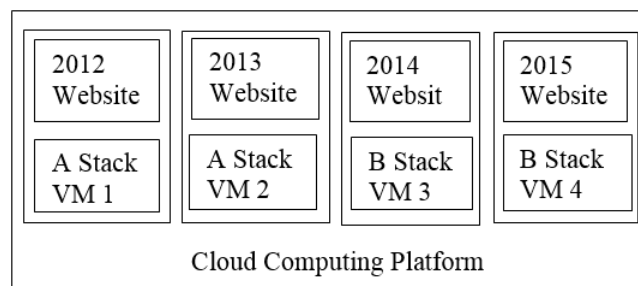 2012
Website
A Stack
VM 1
2013
Website
A Stack
VM 2
2014
Websit
B Stack
VM 3
2015
Website
B Stack
VM 4
Cloud Computing Platform